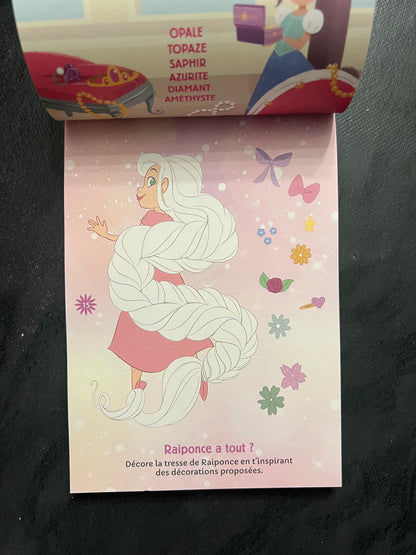 OPALE
TOPAZE
SAPHIR
AZURITE
DIAMANT
AMÉTHYSTE
Raiponce a tout ?
Décore la tresse de Raiponce en t'inspirant
des décorations proposées.